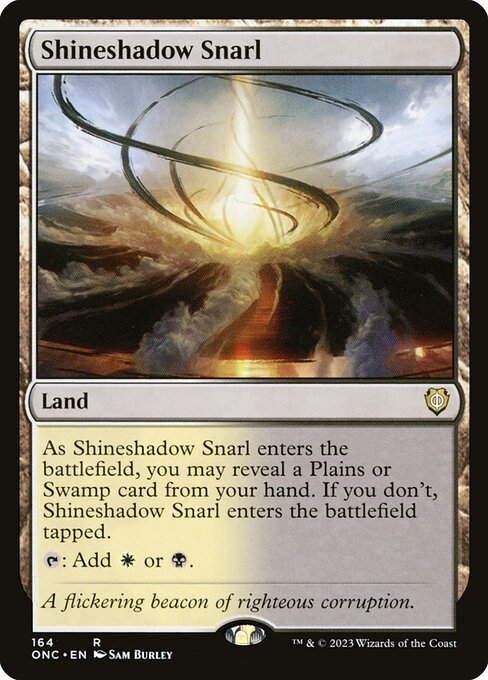 Shineshadow Snarl
Land
As Shineshadow Snarl enters the
battlefield, you may reveal a Plains or
Swamp card from your hand. If you don't,
Shineshadow Snarl enters the battlefield
tapped.
: Add or .
A flickering beacon of righteous corruption.
164 R
ONC • EN Sam Burley
™ & © 2023 Wizards of the Coast